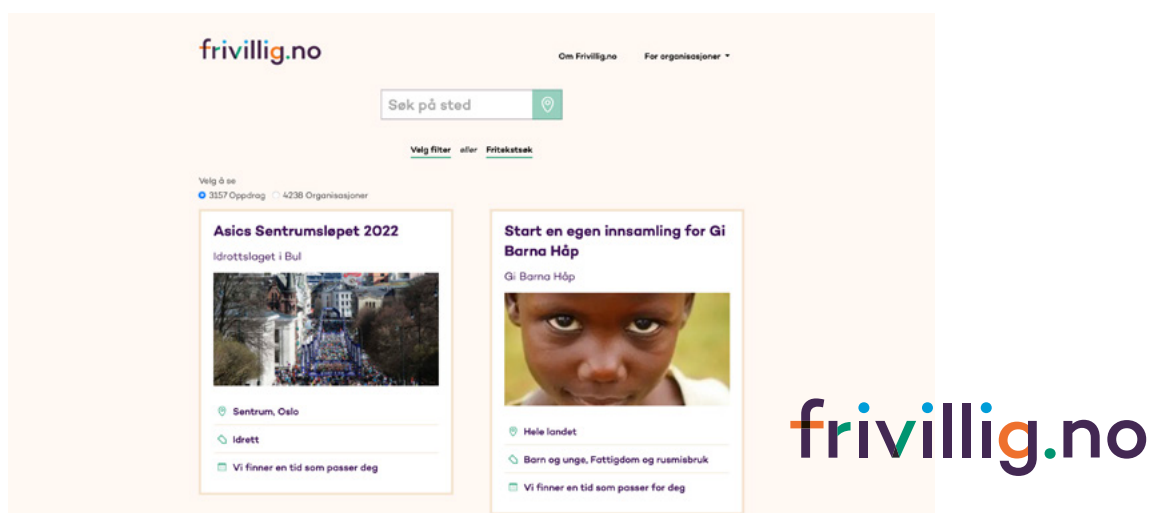 frivillig.no
Om Frivillig.no For organisasjoner
Søk på sted
Velg filter eller Fritekstsøk
Velg å se
3157 Oppdrag 4238 Organisasjoner
Asics Sentrumsløpet 2022
Idrottslaget i Bul
Sentrum, Oslo
Idrett
Vi finner en tid som passer deg
Start en egen innsamling for Gi
Barna Håp
Gi Barna Håp
Hele landet
Barn og unge, Fattigdom og rusmisbruk
Vi finner en tid som passer for deg
frivillig.no